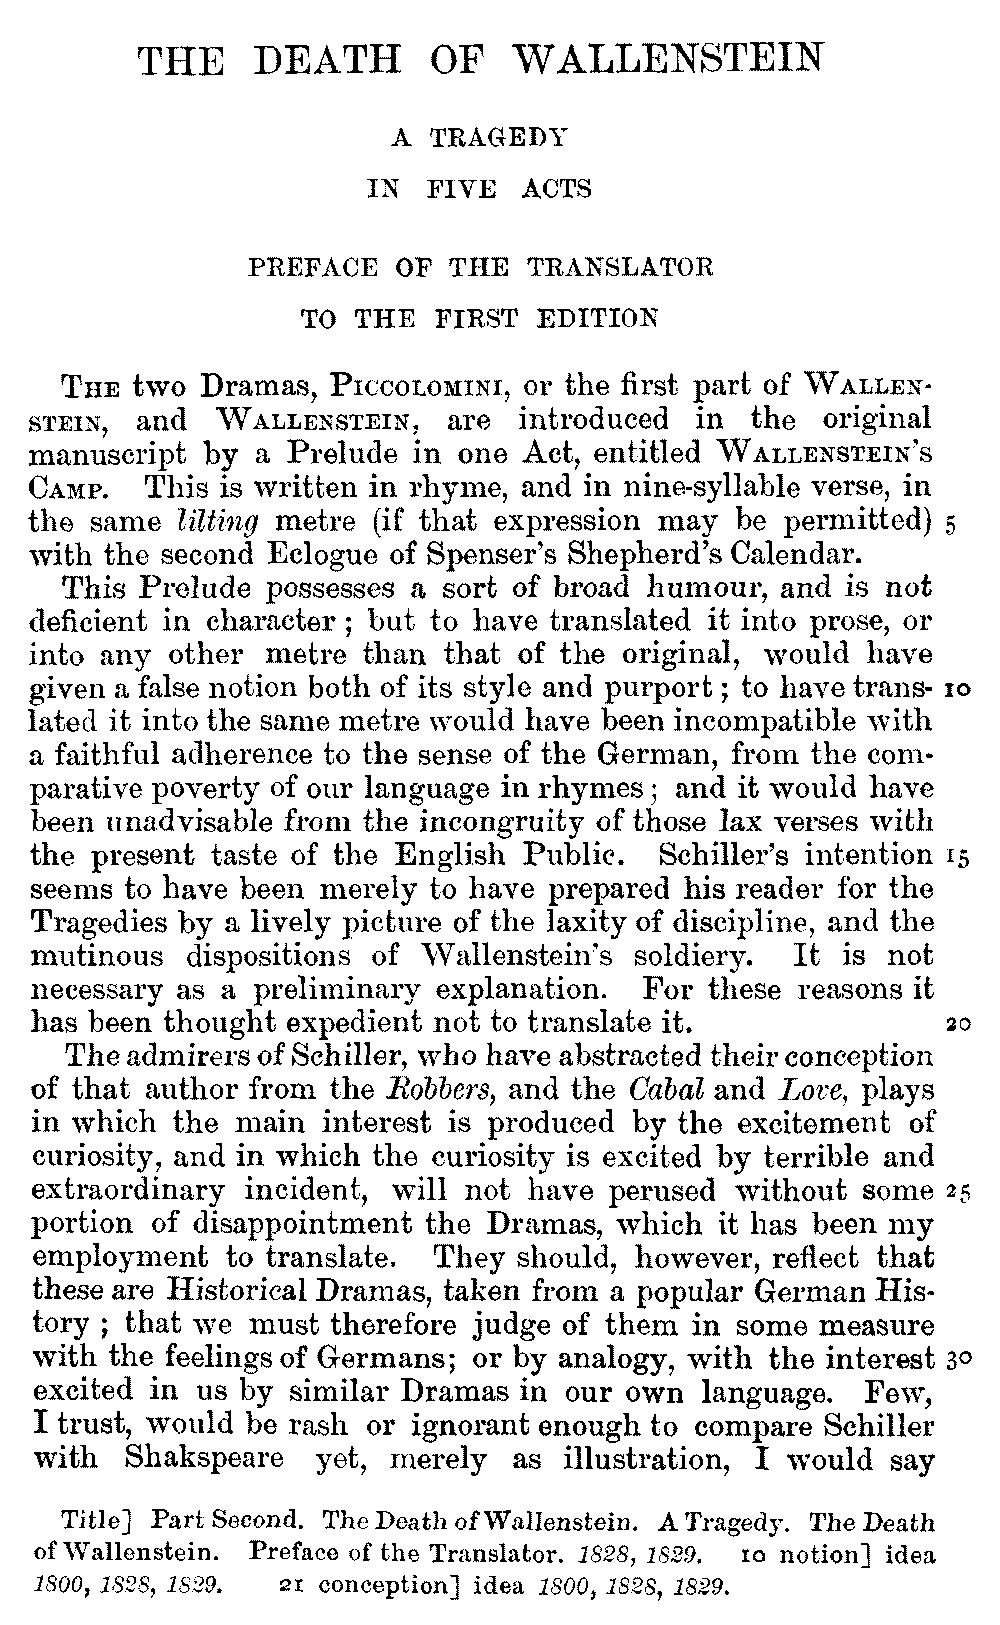 THE DEATH OF WALLENSTEIN
A TRAGEDY
IN FIVE ACTS
PREFACE OF THE TRANSLATOR
TO THE FIRST EDITION
THE two Dramas, PICCOLOMINI, or the first part of WALLEN-
STEIN, and WALLENSTEIN, are introduced in the original
manuscript by a Prelude in one Act, entitled WALLENSTEIN'S
CAMP. This is written in rhyme, and in nine-syllable verse, in
the same lilting metre (if that expression may be permitted) 5
with the second Eclogue of Spenser's Shepherd's Calendar.
This Prelude possesses a sort of broad humour, and is not
deficient in character; but to have translated it into prose, or
into any other metre than that of the original, would have
given a false notion both of its style and purport; to have trans- 10
lated it into the same metre would have been incompatible with
a faithful adherence to the sense of the German, from the com-
parative poverty of our language in rhymes; and it would have
been unadvisable from the incongruity of those lax verses with
the present taste of the English Public. Schiller's intention 15
seems to have been merely to have prepared his reader for the
Tragedies by a lively picture of the laxity of discipline, and the
mutinous dispositions of Wallenstein's soldiery. It is not
necessary as a preliminary explanation. For these reasons it
has been thought expedient not to translate it. 20
The admirers of Schiller, who have abstracted their conception
of that author from the Robbers, and the Cabal and Love, plays
in which the main interest is produced by the excitement of
curiosity, and in which the curiosity is excited by terrible and
extraordinary incident, will not have perused without some 25
portion of disappointment the Dramas, which it has been my
employment to translate. They should, however, reflect that
these are Historical Dramas, taken from a popular German His-
tory; that we must therefore judge of them in some measure
with the feelings of Germans; or by analogy, with the interest 30
excited in us by similar Dramas in our own language. Few,
I trust, would be rash or ignorant enough to compare Schiller
with Shakspeare yet, merely as illustration, I would say
Title] Part Second. The Death of Wallenstein. A Tragedy. The Death
of Wallenstein. Preface of the Translator. 1828, 1829. 10 notion] idea
1800, 1828, 1829. 21 conception] idea 1800, 1828, 1829.